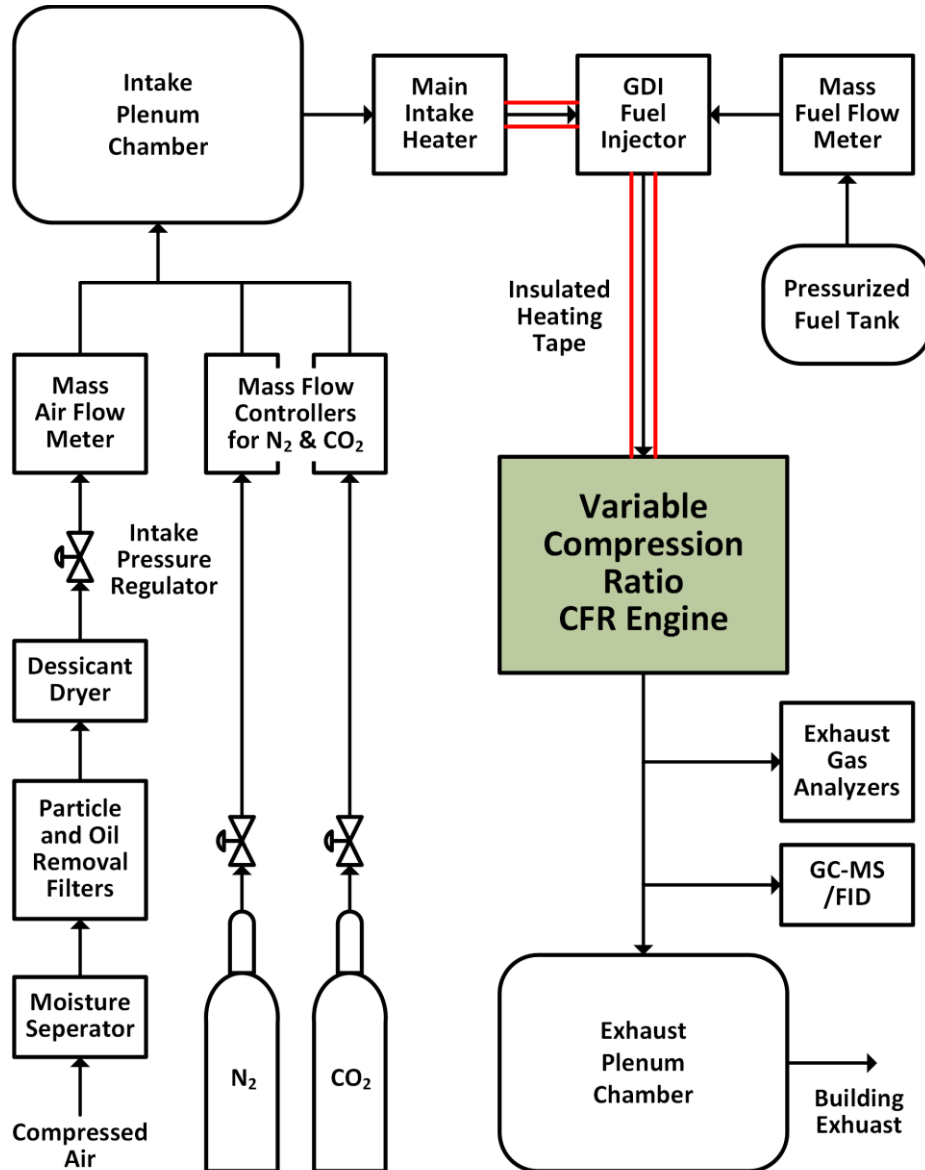 Intake
Plenum
Chamber
Main
Intake
Heater
GDI
Fuel
Injector
Mass
Fuel Flow
Meter
Insulated
Heating
Tape
Pressurized
Fuel Tank
Mass
Air Flow
Meter
Mass Flow
Controllers
for N₂ & CO₂
Intake
Pressure
Regulator
Variable
Compression
Ratio
CFR Engine
Dessicant
Dryer
Exhaust
Gas
Analyzers
Particle
and Oil
Removal
Filters
GC-MS
/FID
Moisture
Seperator
N₂
CO₂
Exhaust
Plenum
Chamber
Building
Exhuast
Compressed
Air